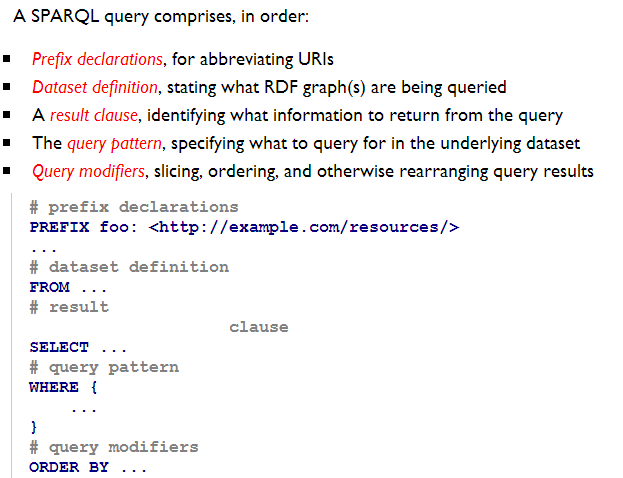 A SPARQL query comprises, in order:
▪ Prefix declarations, for abbreviating URIs
▪ Dataset definition, stating what RDF graph(s) are being queried
▪ A result clause, identifying what information to return from the query
▪ The query pattern, specifying what to query for in the underlying dataset
▪ Query modifiers, slicing, ordering, and otherwise rearranging query results
# prefix declarations
PREFIX foo: <http://example.com/resources/>
...
# dataset definition
FROM ...
# result
clause
SELECT ...
# query pattern
WHERE {
...
}
# query modifiers
ORDER BY ...